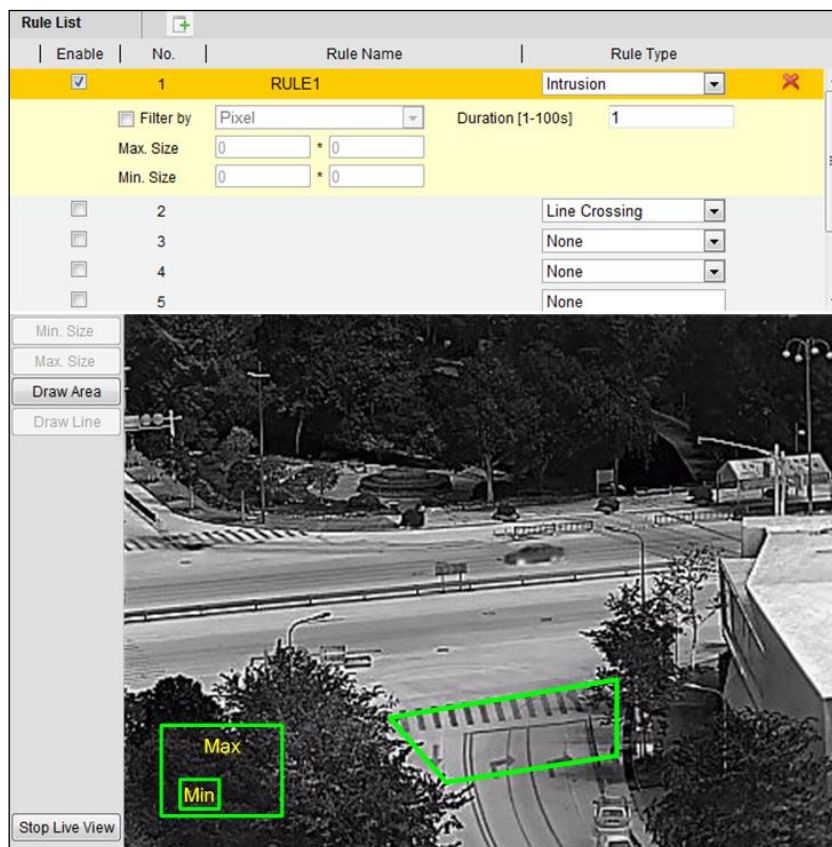 Rule List
Enable No. Rule Name Rule Type
1 RULE1 Intrusion
Filter by Pixel Duration [1-100s] 1
Max. Size 0 * 0
Min. Size 0 * 0
2 Line Crossing
3 None
4 None
5 None
Min. Size
Max. Size
Draw Area
Draw Line
Max
Min
Stop Live View